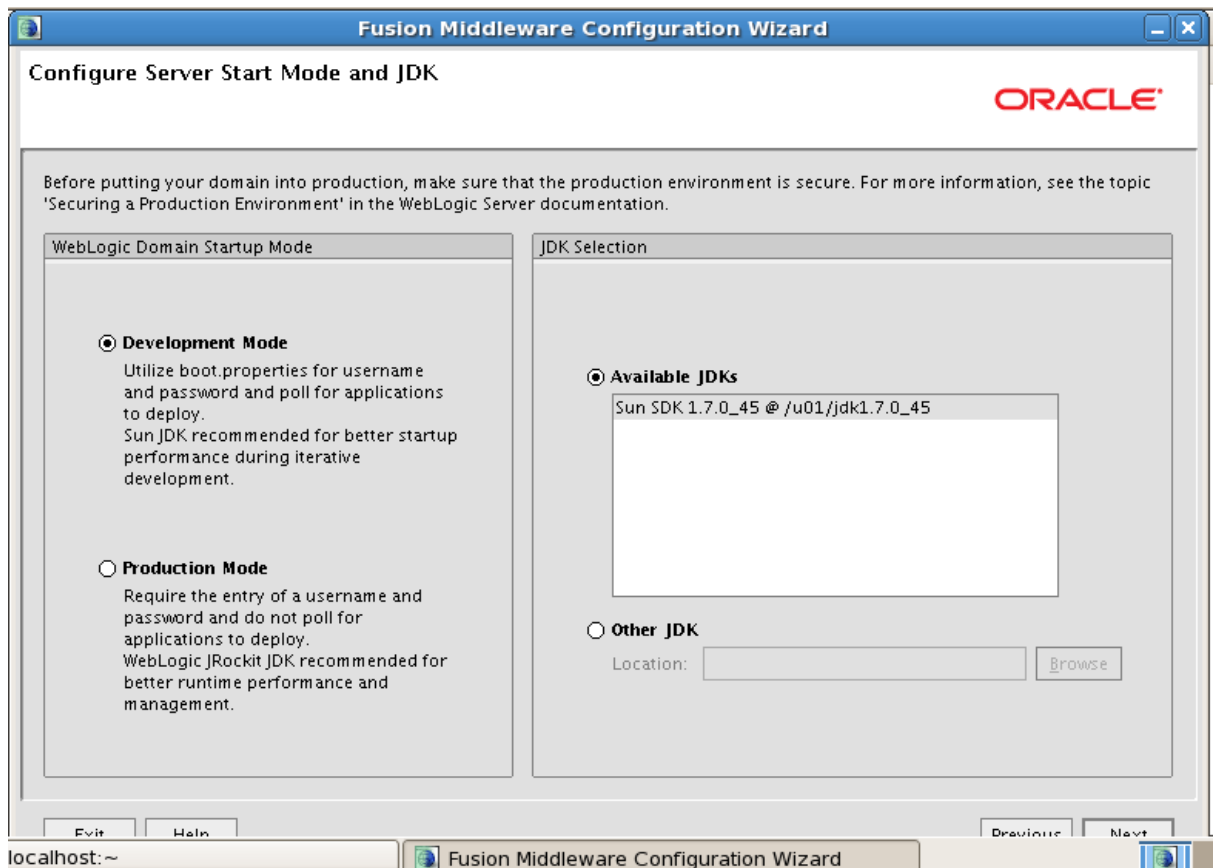 Fusion Middleware Configuration Wizard
Configure Server Start Mode and JDK
ORACLE
Before putting your domain into production, make sure that the production environment is secure. For more information, see the topic
'Securing a Production Environment' in the WebLogic Server documentation.
WebLogic Domain Startup Mode
Development Mode
Utilize boot.properties for username
and password and poll for applications
to deploy.
Sun JDK recommended for better startup
performance during iterative
development.
Production Mode
Require the entry of a username and
password and do not poll for
applications to deploy.
WebLogic JRockit JDK recommended for
better runtime performance and
management.
JDK Selection
Available JDKs
Sun SDK 1.7.0_45 @ /u01/jdk1.7.0_45
Other JDK
Location:
Browse
Exit
Help
Previous
Next
localhost:~
Fusion Middleware Configuration Wizard